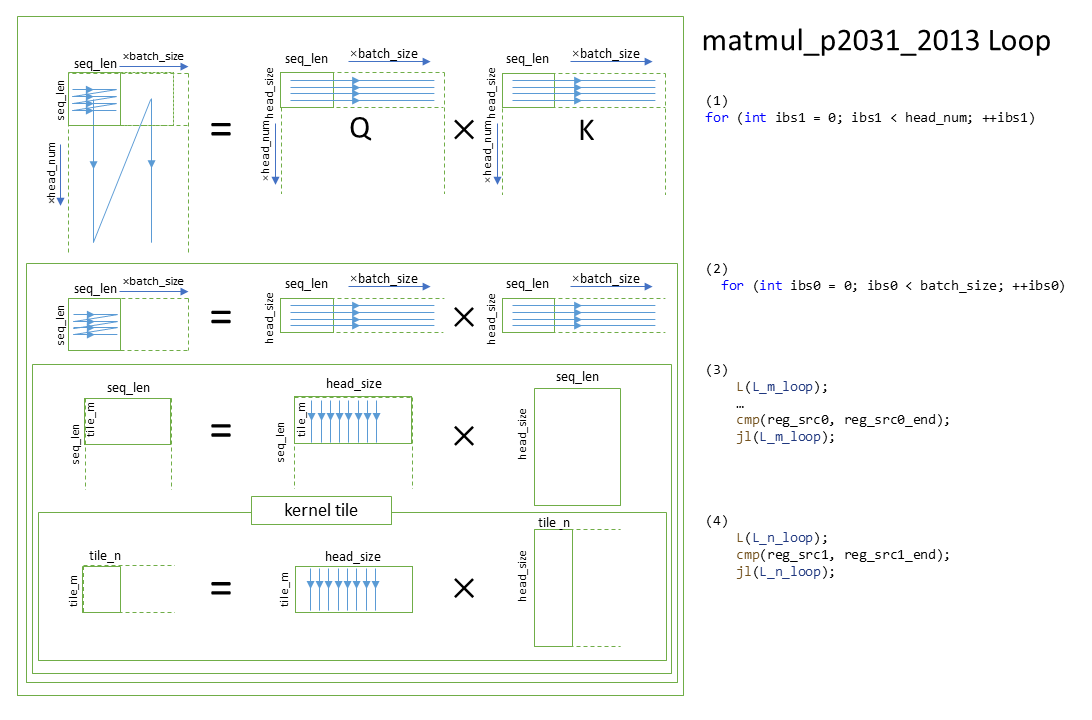 matmul_p2031_2013 Loop
seq_len
×batch_size
seq_len
×head_num
=
seq_len
×batch_size
head_size
×head_num
Q
×
seq_len
×batch_size
head_size
×head_num
K
(1)
for (int ibs1 = 0; ibs1 < head_num; ++ibs1)
seq_len
×batch_size
seq_len
=
seq_len
×batch_size
head_size
×
seq_len
×batch_size
head_size
(2)
for (int ibs0 = 0; ibs0 < batch_size; ++ibs0)
seq_len
tile_m
seq_len
=
head_size
tile_m
seq_len
×
seq_len
head_size
(3)
L(L_m_loop);
…
cmp(reg_src0, reg_src0_end);
jl(L_m_loop);
kernel tile
tile_n
tile_m
=
head_size
tile_m
×
tile_n
head_size
(4)
L(L_n_loop);
cmp(reg_src1, reg_src1_end);
jl(L_n_loop);